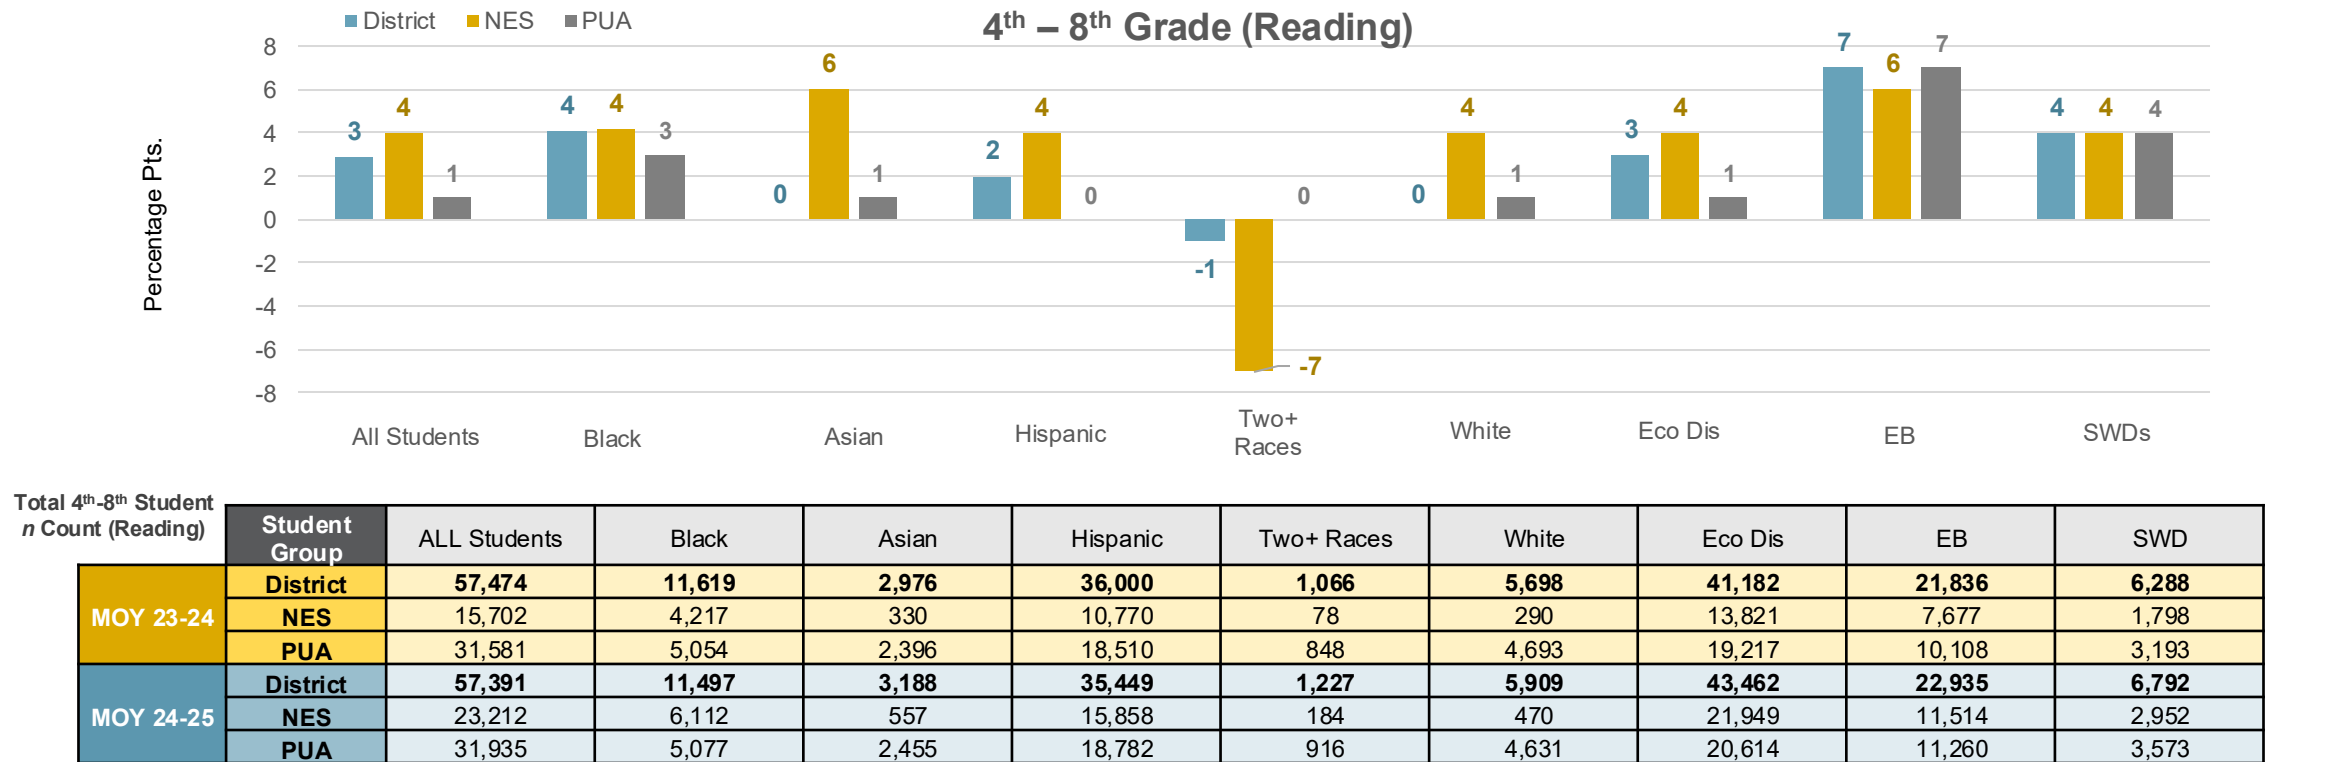 District NES PUA
4th – 8th Grade (Reading)
Percentage Pts.
8
6
4
2
0
-2
-4
-6
-8
3 4 1
4 4 3
0 6 1
2 4 0
-1 -7 0
0 4 1
3 4 1
7 6 7
4 4 4
All Students Black Asian Hispanic Two+ Races White Eco Dis EB SWDs
Total 4th-8th Student
n Count (Reading)
Student Group ALL Students Black Asian Hispanic Two+ Races White Eco Dis EB SWD
MOY 23-24
District 57,474 11,619 2,976 36,000 1,066 5,698 41,182 21,836 6,288
NES 15,702 4,217 330 10,770 78 290 13,821 7,677 1,798
PUA 31,581 5,054 2,396 18,510 848 4,693 19,217 10,108 3,193
MOY 24-25
District 57,391 11,497 3,188 35,449 1,227 5,909 43,462 22,935 6,792
NES 23,212 6,112 557 15,858 184 470 21,949 11,514 2,952
PUA 31,935 5,077 2,455 18,782 916 4,631 20,614 11,260 3,573